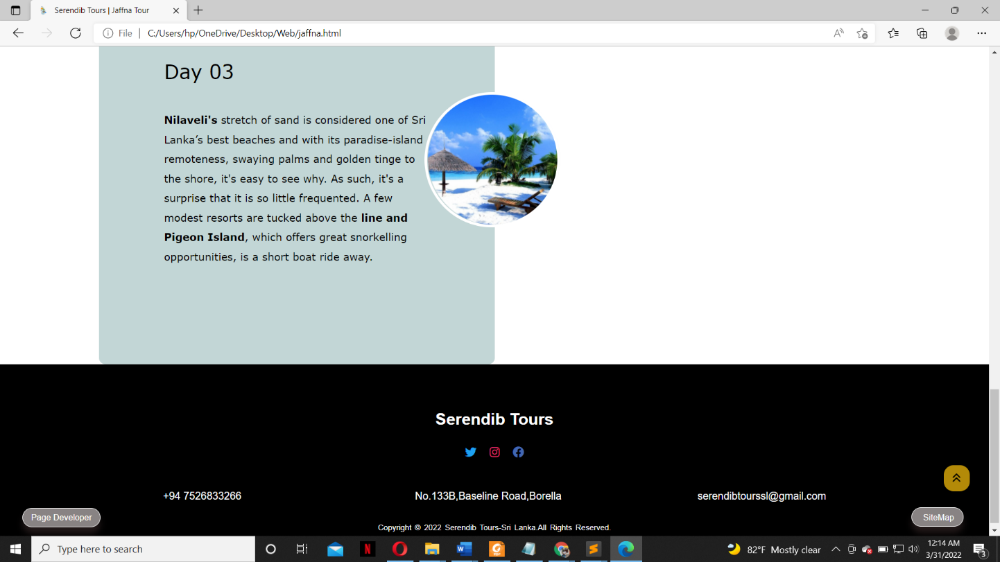 Serendib Tours | Jaffna Tour
File | C:/Users/hp/OneDrive/Desktop/Web/jaffna.html
Day 03
Nilaveli's stretch of sand is considered one of Sri
Lanka’s best beaches and with its paradise-island
remoteness, swaying palms and golden tinge to
the shore, it's easy to see why. As such, it's a
surprise that it is so little frequented. A few
modest resorts are tucked above the line and
Pigeon Island, which offers great snorkelling
opportunities, is a short boat ride away.
Serendib Tours
+94 7526833266 No.133B,Baseline Road,Borella serendibtourssl@gmail.com
Page Developer SiteMap
Copyright © 2022 Serendib Tours-Sri Lanka.All Rights Reserved.
Type here to search 82°F Mostly clear 12:14 AM
3/31/2022 3